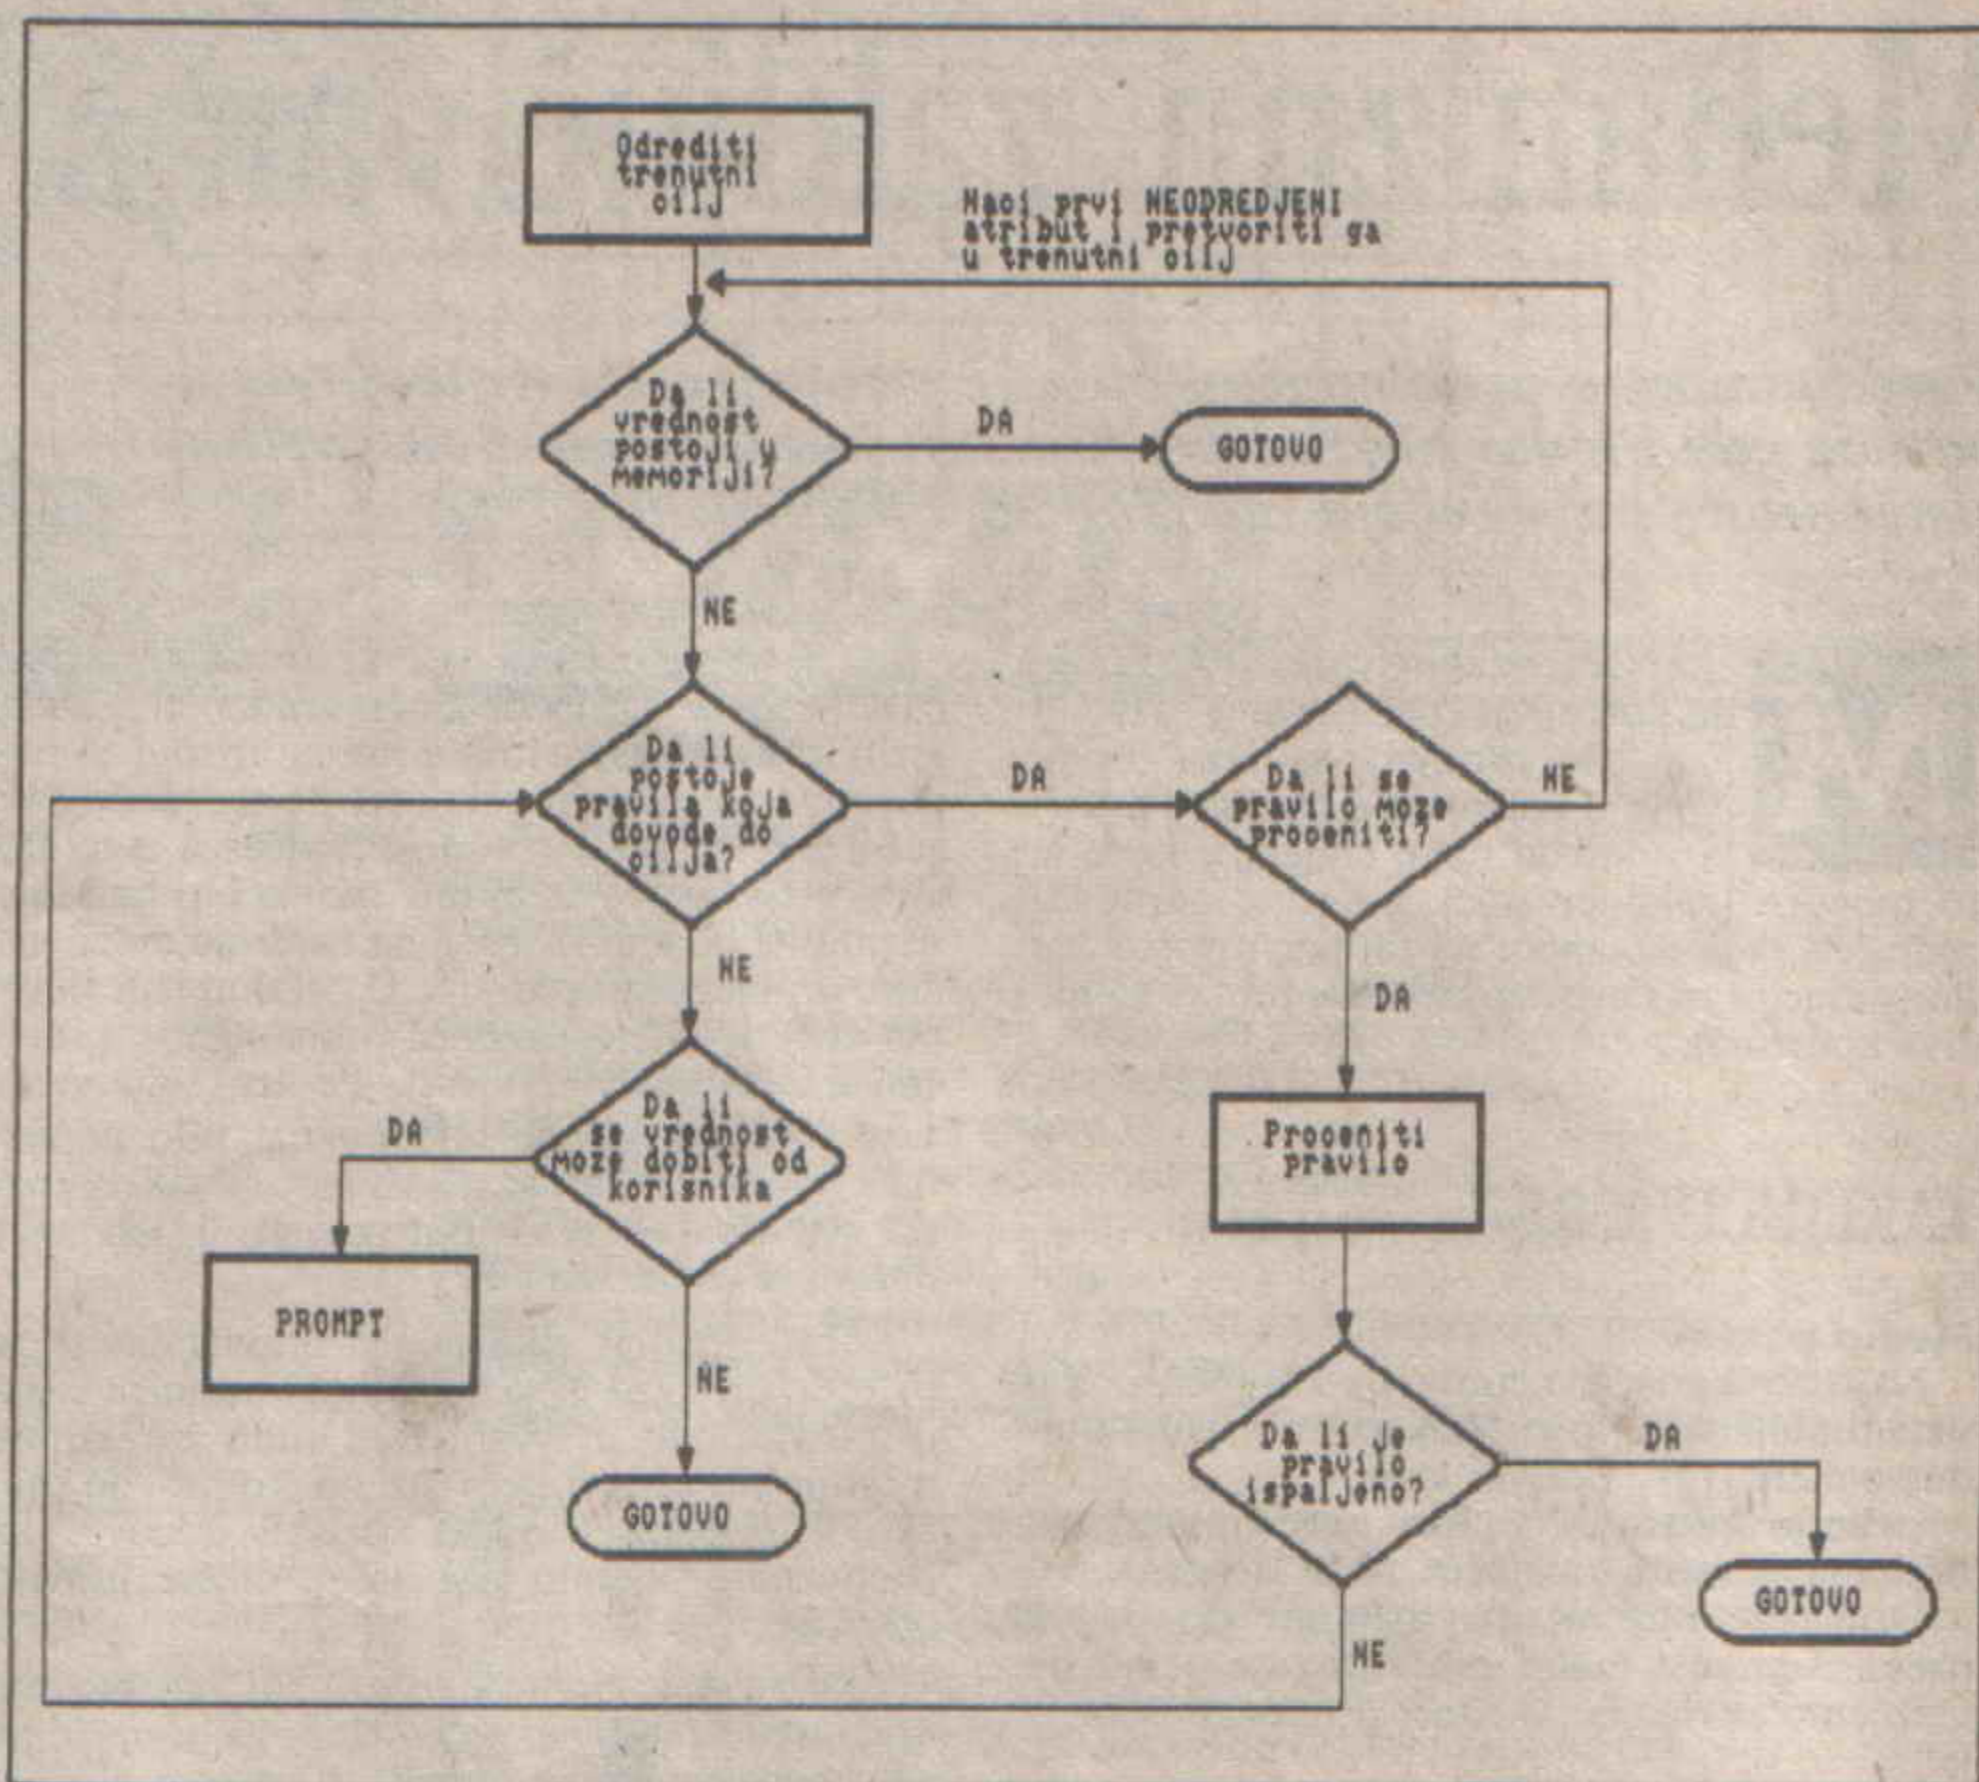 Odrediti
trenutni
cilj
Naci prvi NEODREDJENI
atribut i pretvoriti ga
u trenutni cilj
Da li
vrednost
postoji u
memoriji?
DA
GOTOVO
NE
Da li
postoje
pravila koja
dovode do
cilja?
DA
Da li se
pravilo moze
proceniti?
NE
NE
DA
Da li
se vrednost
moze dobiti od
korisnika
DA
Proceniti
pravilo
PROMPT
NE
Da li je
pravilo
ispaljeno?
DA
GOTOVO
GOTOVO
NE